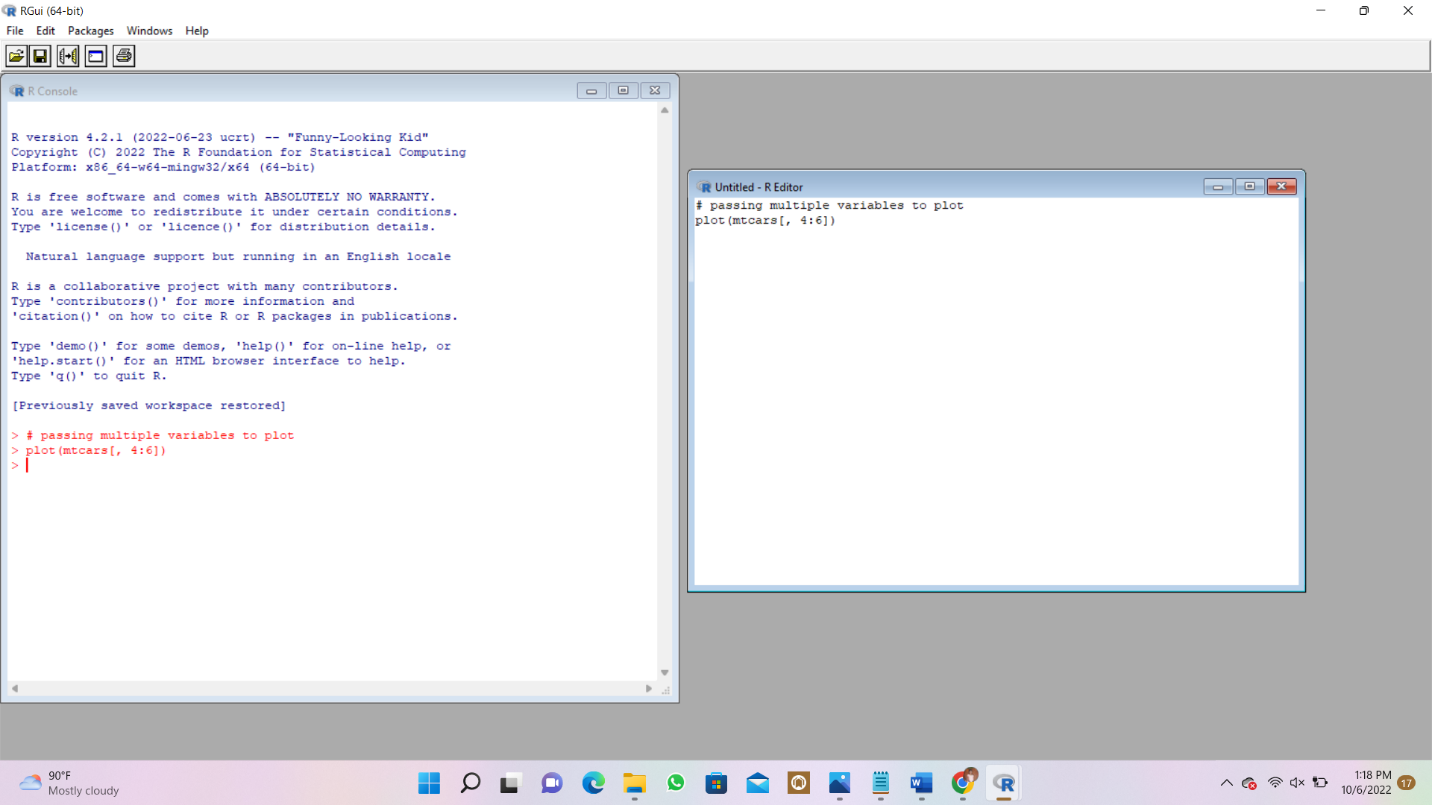 RGui (64-bit)
File Edit Packages Windows Help
R Console
R version 4.2.1 (2022-06-23 ucrt) -- "Funny-Looking Kid"
Copyright (C) 2022 The R Foundation for Statistical Computing
Platform: x86_64-w64-mingw32/x64 (64-bit)
R is free software and comes with ABSOLUTELY NO WARRANTY.
You are welcome to redistribute it under certain conditions.
Type 'license()' or 'licence()' for distribution details.
Natural language support but running in an English locale
R is a collaborative project with many contributors.
Type 'contributors()' for more information and
'citation()' on how to cite R or R packages in publications.
Type 'demo()' for some demos, 'help()' for on-line help, or
'help.start()' for an HTML browser interface to help.
Type 'q()' to quit R.
[Previously saved workspace restored]
> # passing multiple variables to plot
> plot(mtcars[, 4:6])
>
Untitled - R Editor
# passing multiple variables to plot
plot(mtcars[, 4:6])
90°F
Mostly cloudy
1:18 PM
10/6/2022
17